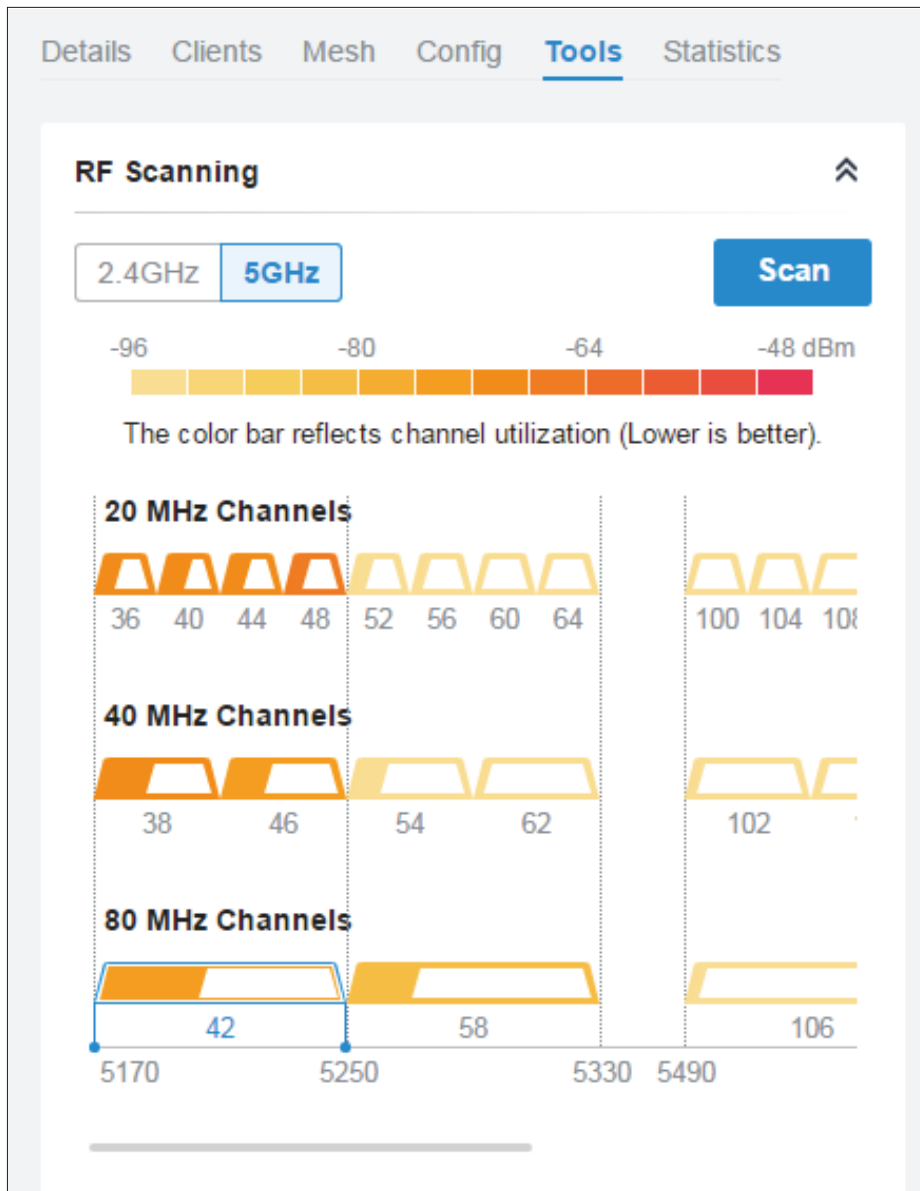 Details Clients Mesh Config Tools Statistics
RF Scanning
2.4GHz 5GHz Scan
-96 -80 -64 -48 dBm
The color bar reflects channel utilization (Lower is better).
20 MHz Channels
36 40 44 48 52 56 60 64 100 104 108
40 MHz Channels
38 46 54 62 102
80 MHz Channels
42 58 106
5170 5250 5330 5490